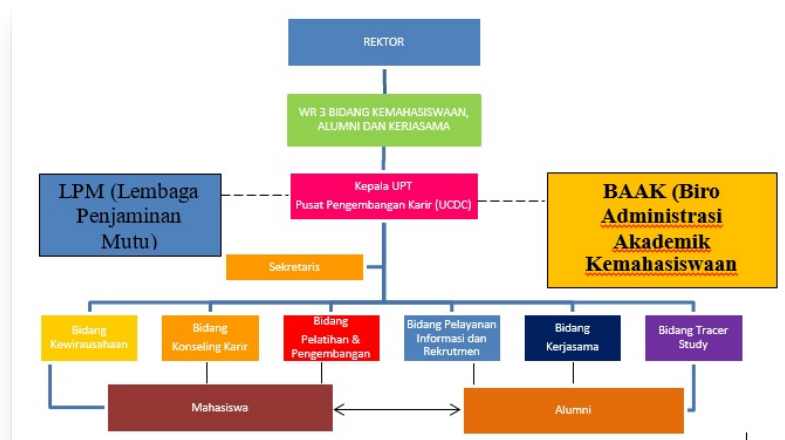 REKTOR
WR 3 BIDANG KEMAHASISWAAN,
ALUMNI DAN KERJASAMA
LPM (Lembaga
Penjaminan
Mutu)
Kepala UPT
Pusat Pengembangan Karir (UCDC)
BAAK (Biro
Administrasi
Akademik
Kemahasiswaan
Sekretaris
Bidang
Kewirausahaan
Bidang
Konseling Karir
Bidang
Pelatihan &
Pengembangan
Bidang Pelayanan
Informasi dan
Rekrutmen
Bidang
Kerjasama
Bidang Tracer
Study
Mahasiswa
Alumni